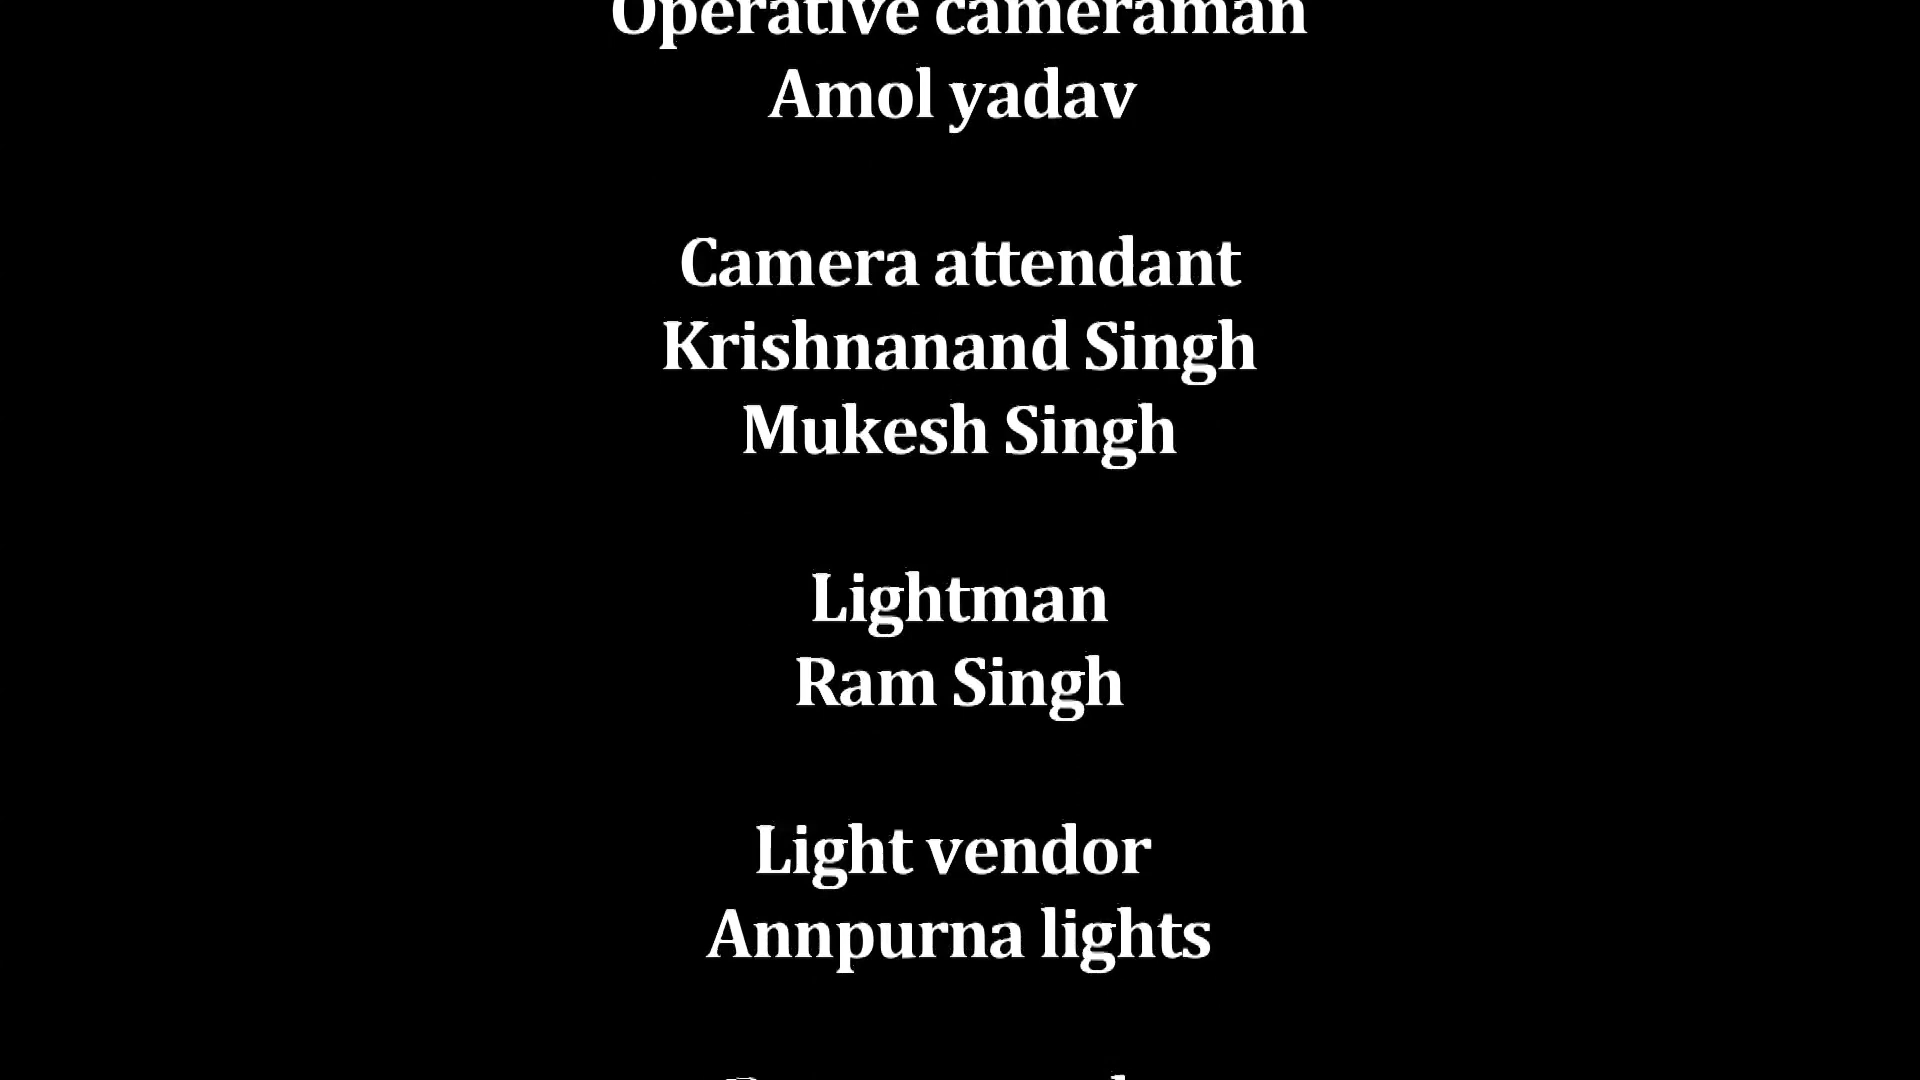 Operative cameraman
Amol yadav
Camera attendant
Krishnanand Singh
Mukesh Singh
Lightman
Ram Singh
Light vendor
Annpurna lights